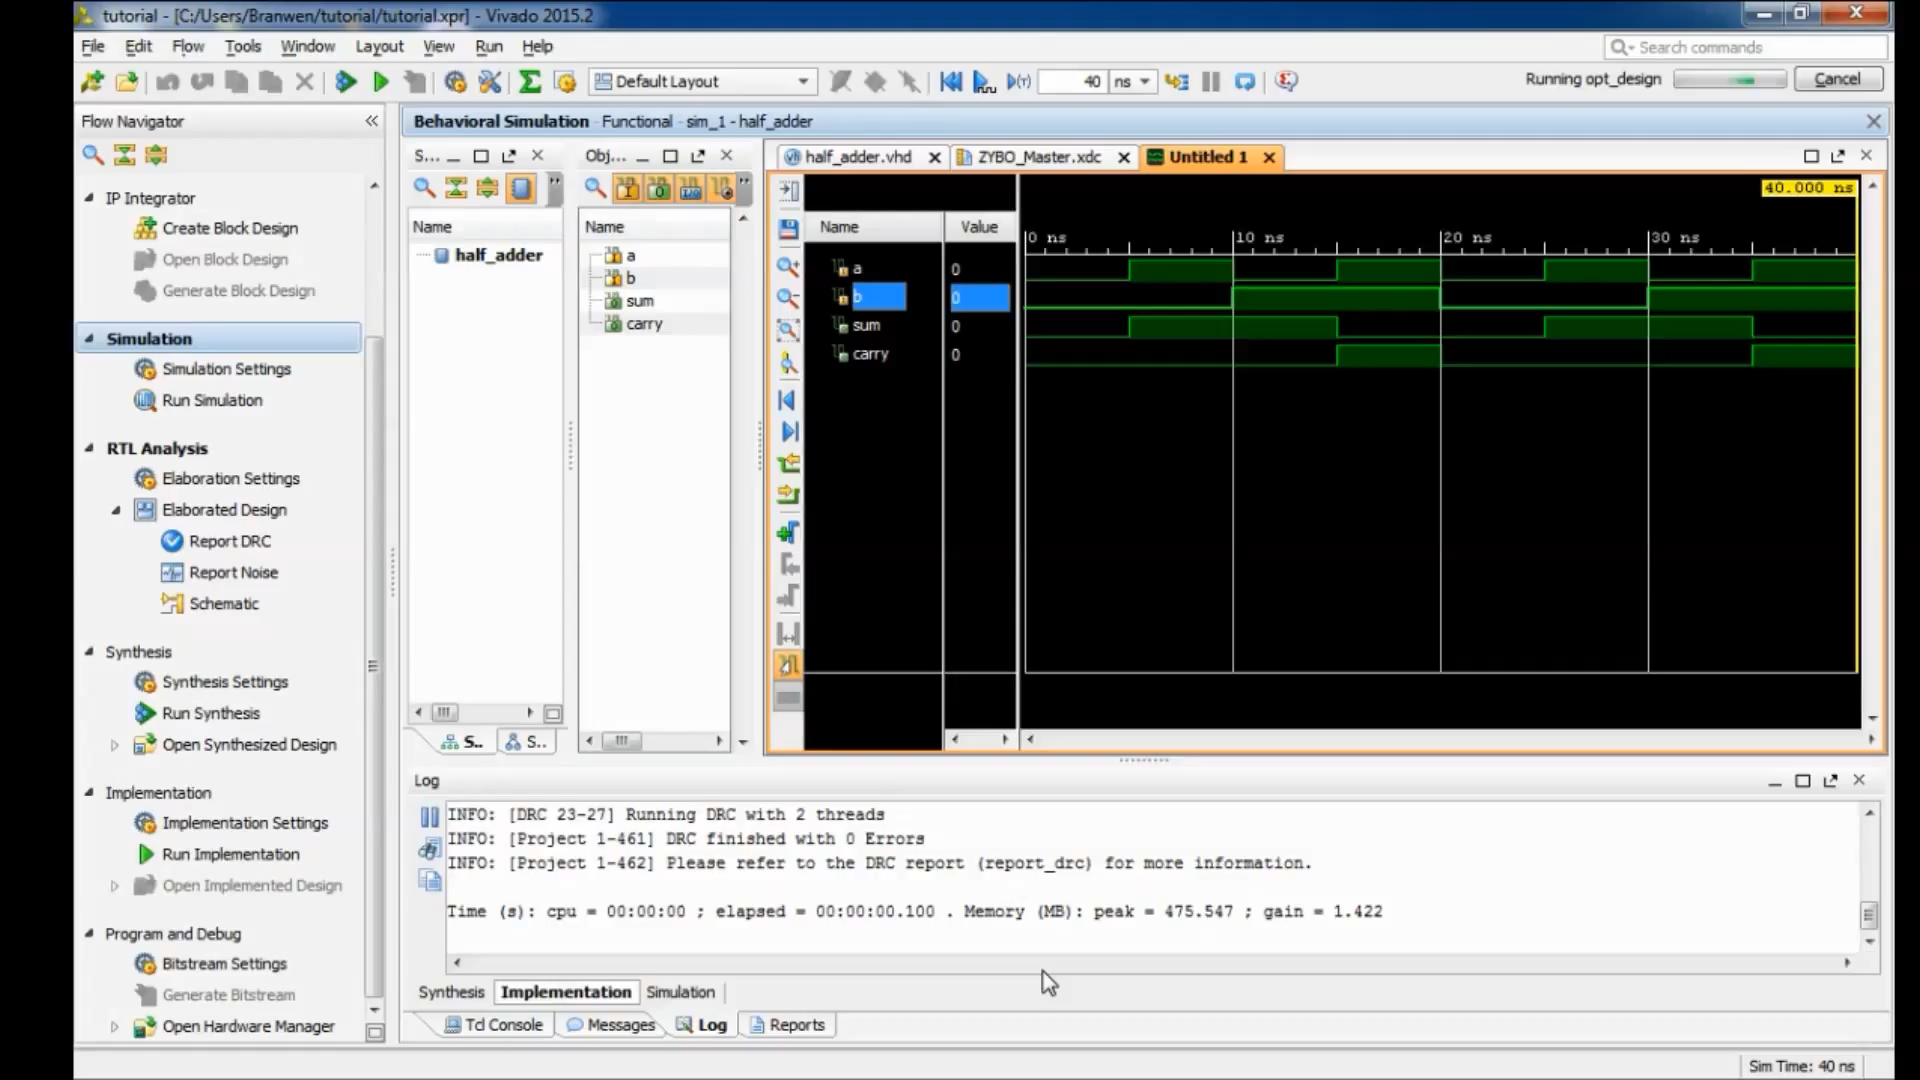 tutorial - [C:/Users/Branwen/tutorial/tutorial.xpr] - Vivado 2015.2
File Edit Flow Tools Window Layout View Run Help
Search commands
Default Layout
40 ns
Running opt_design
Cancel
Flow Navigator
IP Integrator
Create Block Design
Open Block Design
Generate Block Design
Simulation
Simulation Settings
Run Simulation
RTL Analysis
Elaboration Settings
Elaborated Design
Report DRC
Report Noise
Schematic
Synthesis
Synthesis Settings
Run Synthesis
Open Synthesized Design
Implementation
Implementation Settings
Run Implementation
Open Implemented Design
Program and Debug
Bitstream Settings
Generate Bitstream
Open Hardware Manager
Behavioral Simulation - Functional - sim_1 - half_adder
S...
Name
half_adder
S..
S..
Obj...
Name
a
b
sum
carry
half_adder.vhd
ZYBO_Master.xdc
Untitled 1
40.000 ns
Name Value
0 ns 10 ns 20 ns 30 ns
a 0
b 0
sum 0
carry 0
Log
INFO: [DRC 23-27] Running DRC with 2 threads
INFO: [Project 1-461] DRC finished with 0 Errors
INFO: [Project 1-462] Please refer to the DRC report (report_drc) for more information.
Time (s): cpu = 00:00:00 ; elapsed = 00:00:00.100 . Memory (MB): peak = 475.547 ; gain = 1.422
Synthesis Implementation Simulation
Tcl Console Messages Log Reports
Sim Time: 40 ns